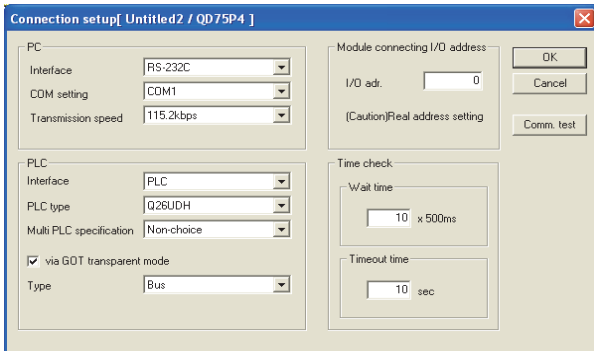 Connection setup[ Untitled2 / QD75P4 ]
PC
Interface RS-232C
COM setting COM1
Transmission speed 115.2kbps
PLC
Interface PLC
PLC type Q26UDH
Multi PLC specification Non-choice
via GOT transparent mode
Type Bus
Module connecting I/O address
I/O adr. 0
(Caution)Real address setting
Time check
Wait time
10 x 500ms
Timeout time
10 sec
OK
Cancel
Comm. test